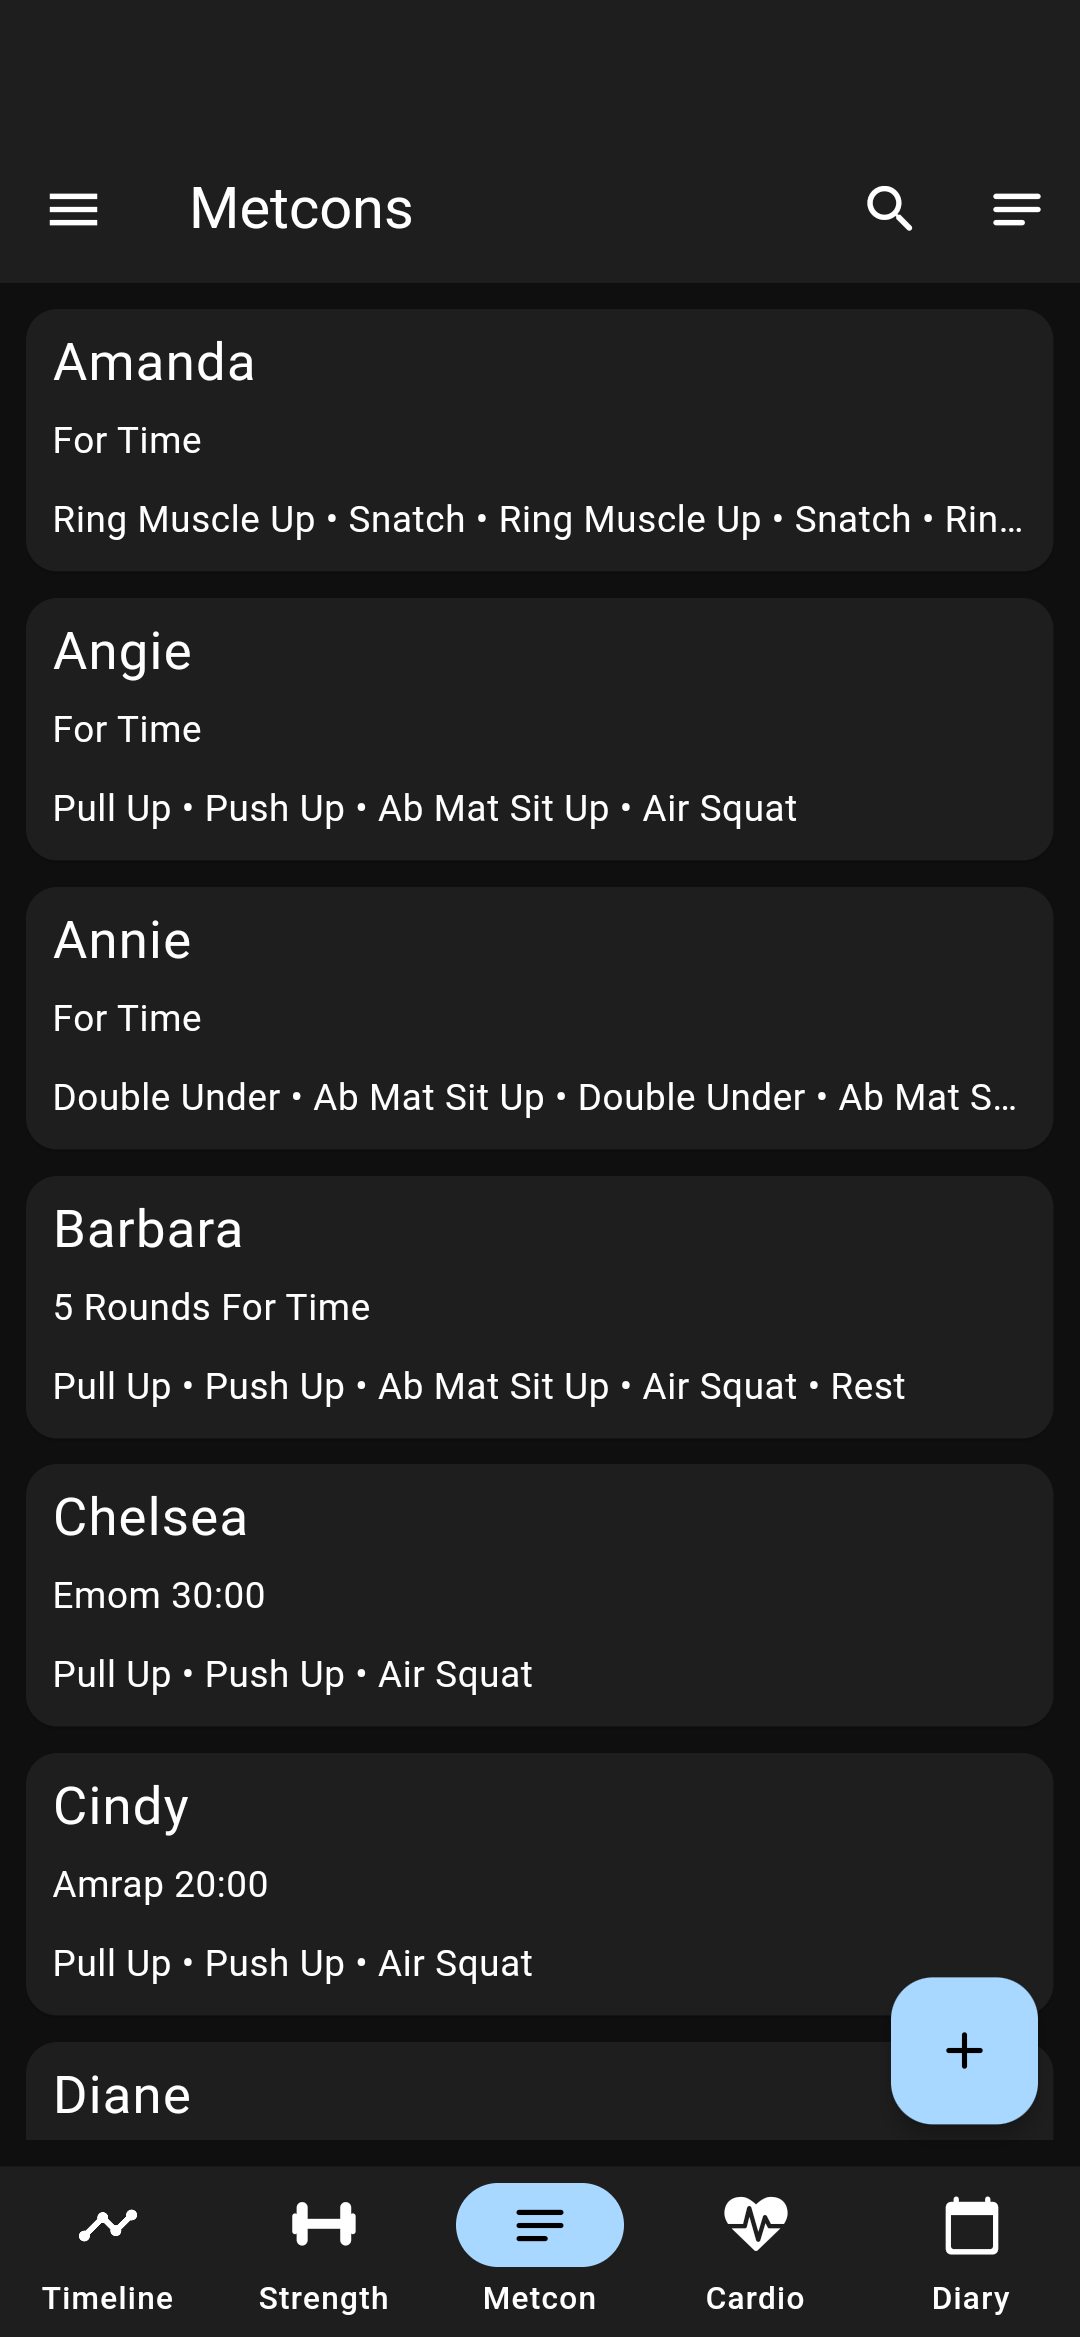 Metcons
Amanda
For Time
Ring Muscle Up • Snatch • Ring Muscle Up • Snatch • Rin...
Angie
For Time
Pull Up • Push Up • Ab Mat Sit Up • Air Squat
Annie
For Time
Double Under • Ab Mat Sit Up • Double Under • Ab Mat S...
Barbara
5 Rounds For Time
Pull Up • Push Up • Ab Mat Sit Up • Air Squat • Rest
Chelsea
Emom 30:00
Pull Up • Push Up • Air Squat
Cindy
Amrap 20:00
Pull Up • Push Up • Air Squat
Diane
Timeline Strength Metcon Cardio Diary